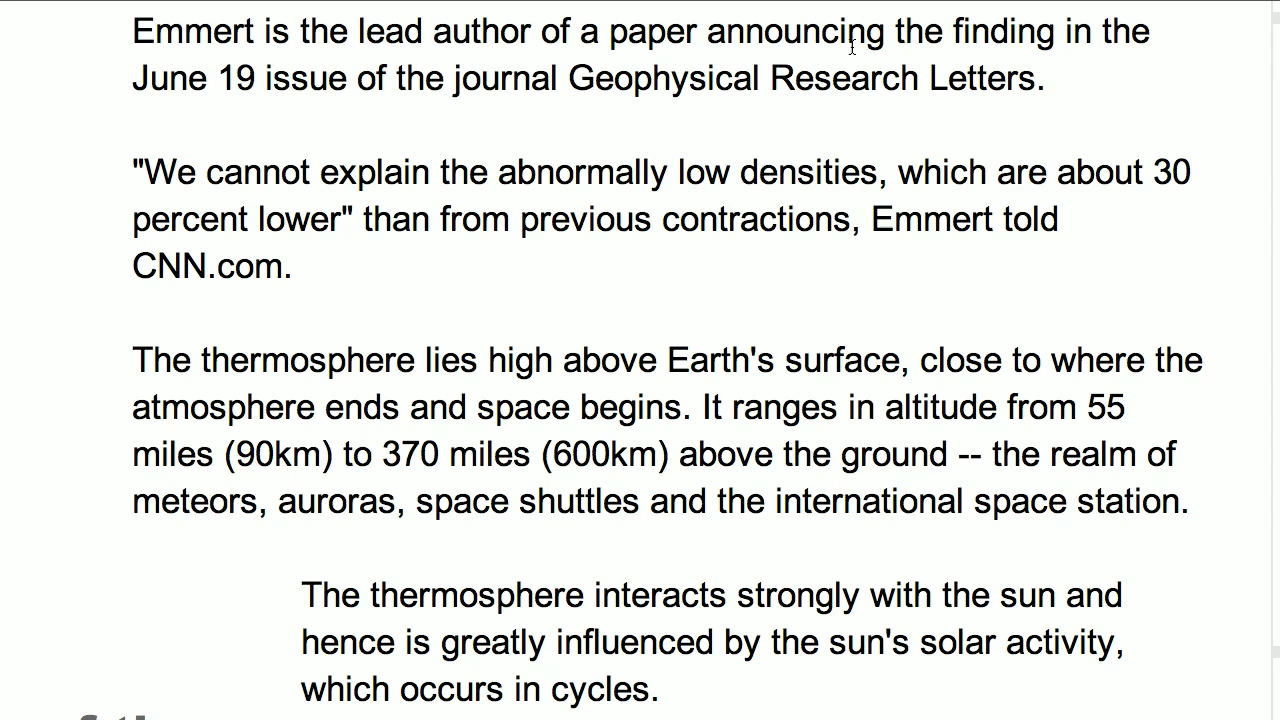 Emmert is the lead author of a paper announcing the finding in the
June 19 issue of the journal Geophysical Research Letters.
"We cannot explain the abnormally low densities, which are about 30
percent lower" than from previous contractions, Emmert told
CNN.com.
The thermosphere lies high above Earth's surface, close to where the
atmosphere ends and space begins. It ranges in altitude from 55
miles (90km) to 370 miles (600km) above the ground -- the realm of
meteors, auroras, space shuttles and the international space station.
The thermosphere interacts strongly with the sun and
hence is greatly influenced by the sun's solar activity,
which occurs in cycles.